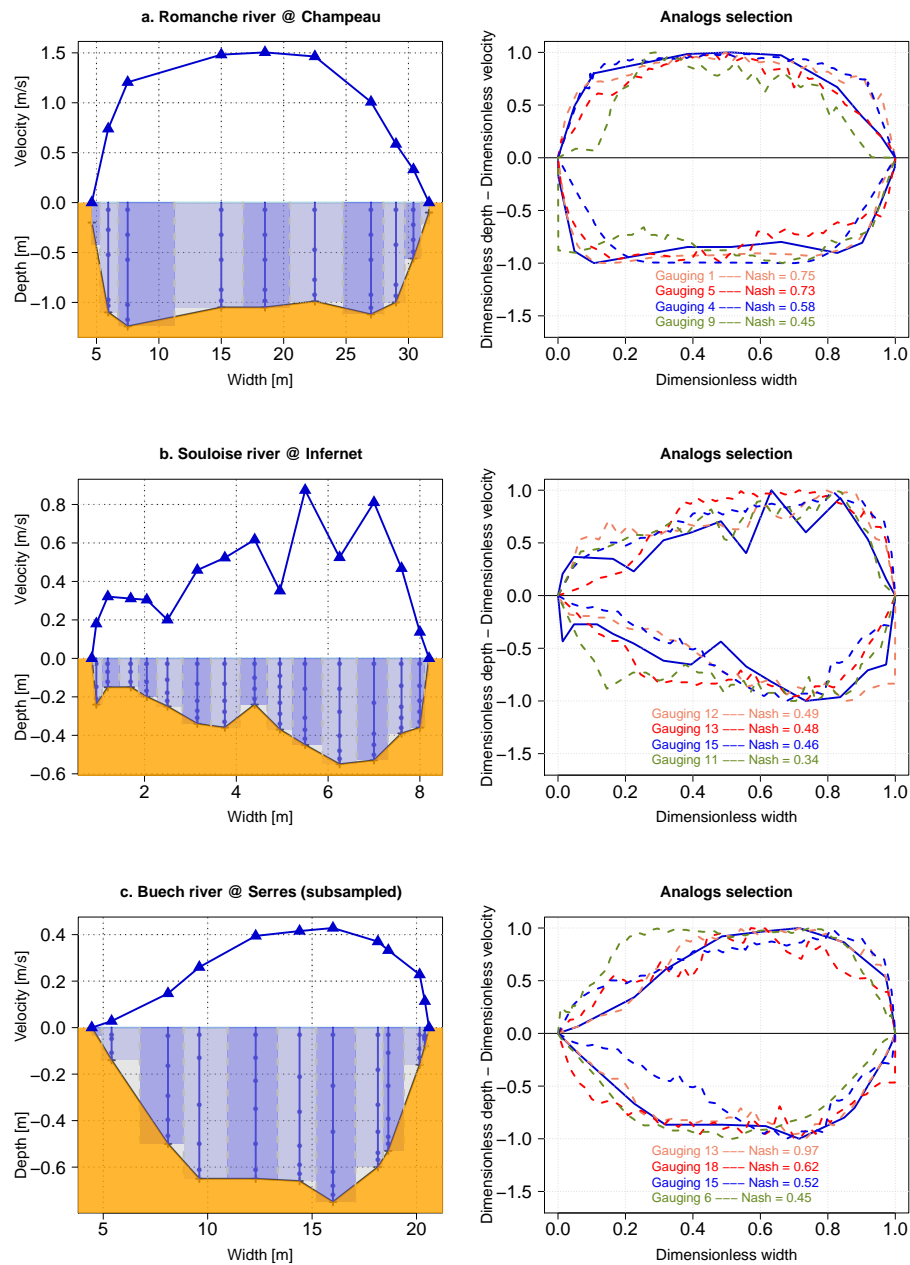 a. Romanche river @ Champeau
Velocity [m/s]
Depth [m]
1.5
1.0
0.5
0.0
−0.5
−1.0
5 10 15 20 25 30
Width [m]
Analogs selection
Dimensionless depth − Dimensionless velocity
1.0
0.5
0.0
−0.5
−1.0
−1.5
Gauging 1 −−− Nash = 0.75
Gauging 5 −−− Nash = 0.73
Gauging 4 −−− Nash = 0.58
Gauging 9 −−− Nash = 0.45
0.0 0.2 0.4 0.6 0.8 1.0
Dimensionless width
b. Souloise river @ Infernet
Velocity [m/s]
Depth [m]
0.8
0.6
0.4
0.2
0.0
−0.2
−0.4
−0.6
2 4 6 8
Width [m]
Analogs selection
Dimensionless depth − Dimensionless velocity
1.0
0.5
0.0
−0.5
−1.0
−1.5
Gauging 12 −−− Nash = 0.49
Gauging 13 −−− Nash = 0.48
Gauging 15 −−− Nash = 0.46
Gauging 11 −−− Nash = 0.34
0.0 0.2 0.4 0.6 0.8 1.0
Dimensionless width
c. Buech river @ Serres (subsampled)
Velocity [m/s]
Depth [m]
0.4
0.2
0.0
−0.2
−0.4
−0.6
5 10 15 20
Width [m]
Analogs selection
Dimensionless depth − Dimensionless velocity
1.0
0.5
0.0
−0.5
−1.0
−1.5
Gauging 13 −−− Nash = 0.97
Gauging 18 −−− Nash = 0.62
Gauging 15 −−− Nash = 0.52
Gauging 6 −−− Nash = 0.45
0.0 0.2 0.4 0.6 0.8 1.0
Dimensionless width